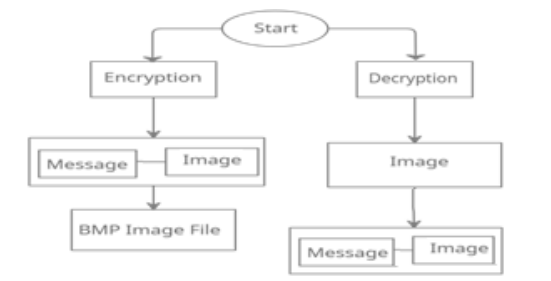 Start
Encryption
Decryption
Message
Image
Image
BMP Image File
Message
Image